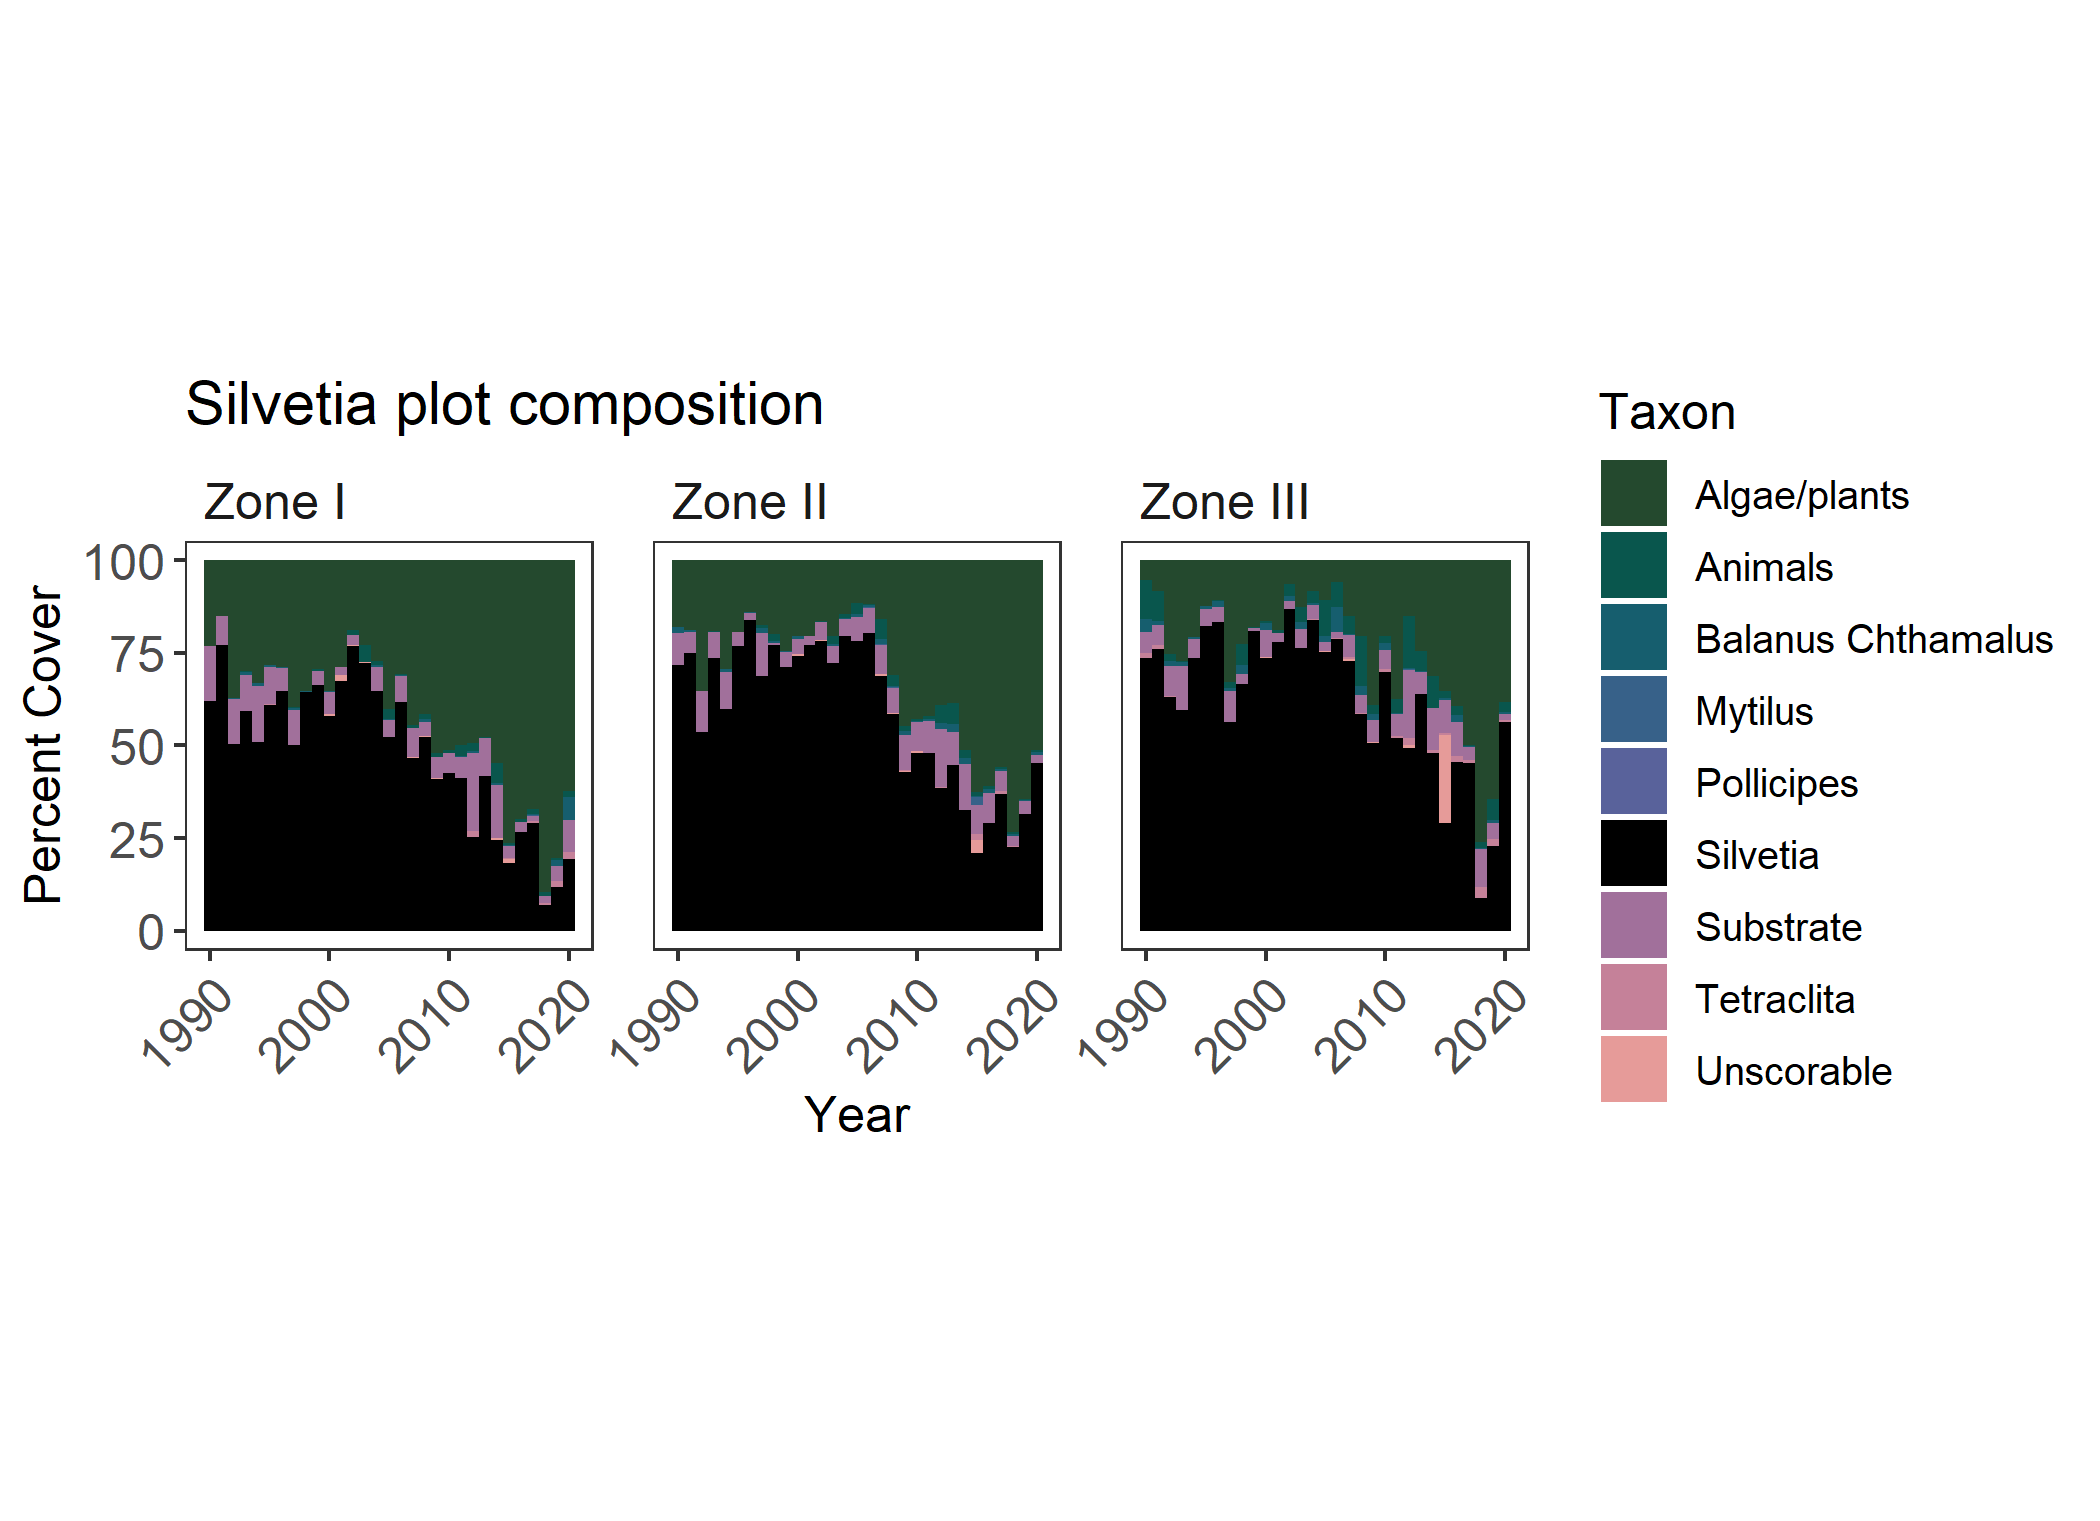 Silvetia plot composition
Zone I
Zone II
Zone III
Percent Cover
100
75
50
25
0
1990
2000
2010
2020
1990
2000
2010
2020
1990
2000
2010
2020
Year
Taxon
Algae/plants
Animals
Balanus Chthamalus
Mytilus
Pollicipes
Silvetia
Substrate
Tetraclita
Unscorable